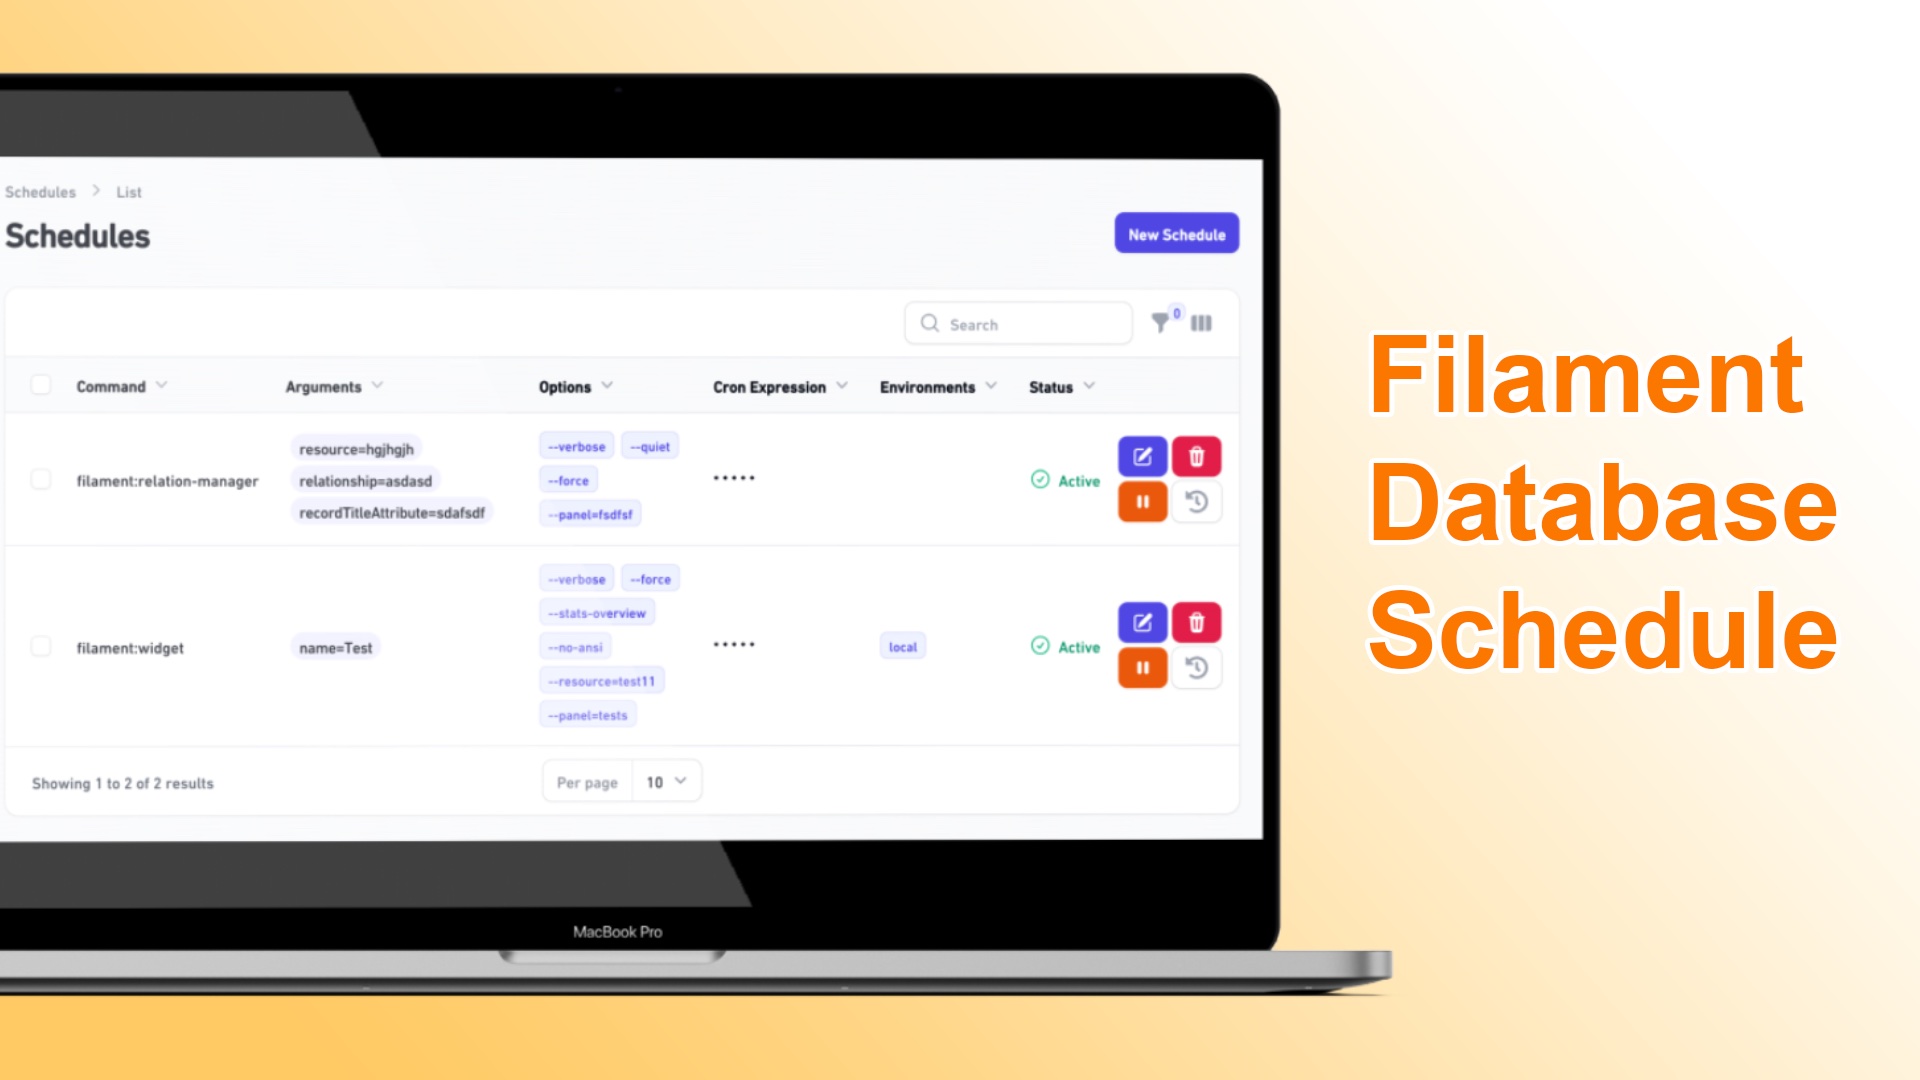 Schedules > List
Schedules
New Schedule
Search
0
Command
Arguments
Options
Cron Expression
Environments
Status
filament:relation-manager
resource=hgjhgjh
relationship=asdasd
recordTitleAttribute=sdafsdf
--verbose --quiet
--force
--panel=fsdfsf
* * * * *
Active
filament:widget
name=Test
--verbose --force
--stats-overview
--no-ansi
--resource=test11
--panel=tests
* * * * *
local
Active
Showing 1 to 2 of 2 results
Per page 10
MacBook Pro
Filament
Database
Schedule